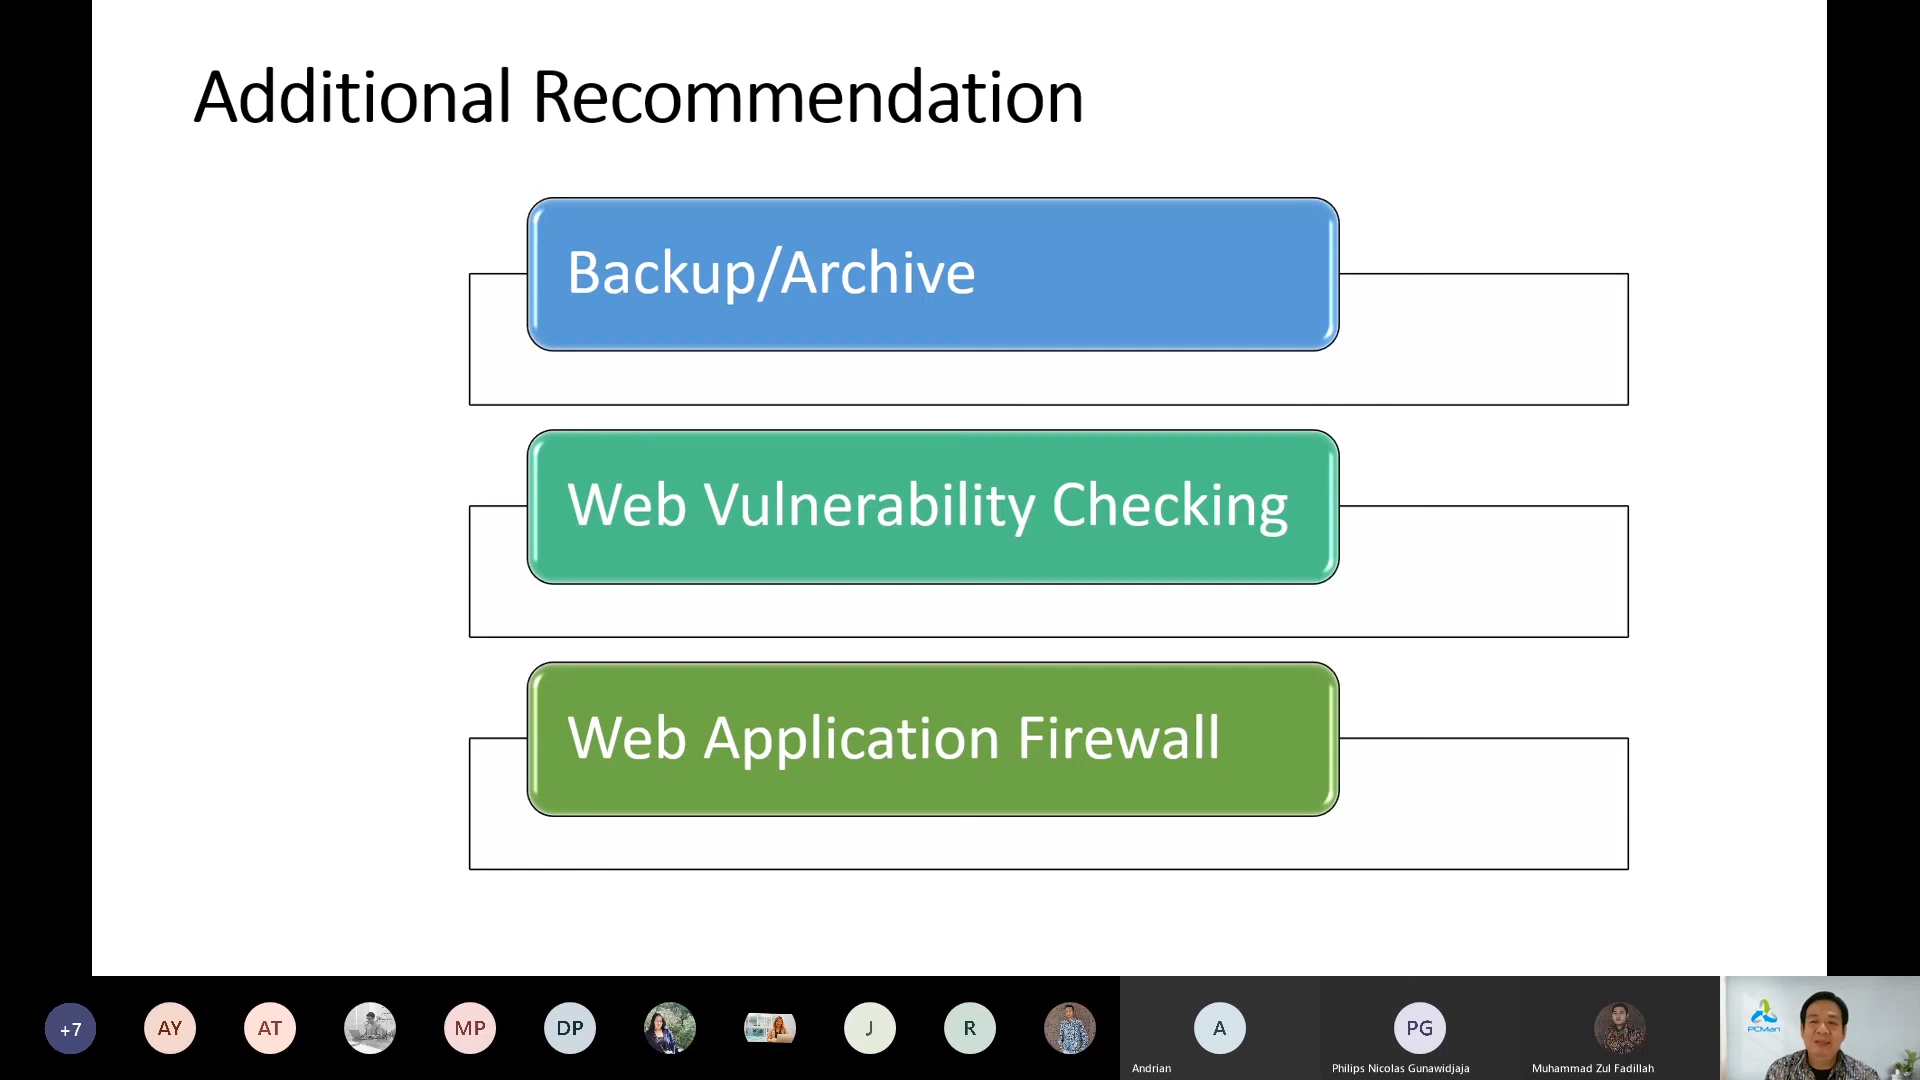 Additional Recommendation
Backup/Archive
Web Vulnerability Checking
Web Application Firewall
+7
AY
AT
MP
DP
J
R
A
PG
Andrian
Philips Nicolas Gunawidjaja
Muhammad Zul Fadillah
PCMan